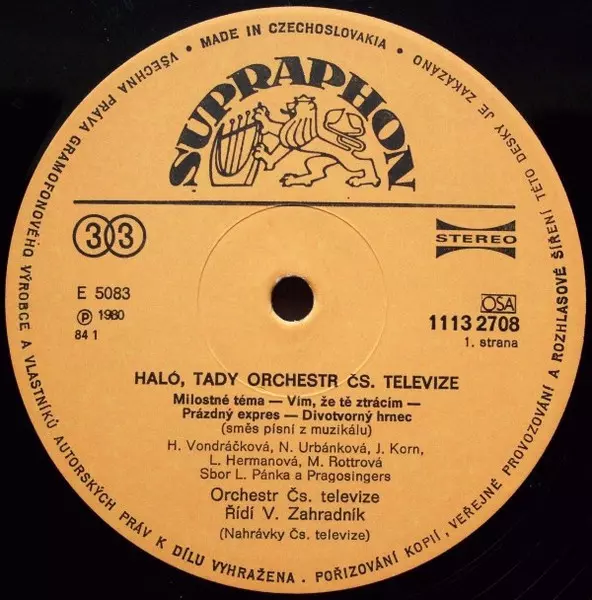 VŠECHNA PRÁVA GRAMOFONOVÉHO VÝROBCE A VLASTNÍKŮ AUTORSKÝCH PRÁV K DÍLU VYHRAŽENA . POŘIZOVÁNÍ KOPIÍ, VEŘEJNÉ PROVOZOVÁNÍ A ROZHLASOVÉ ŠÍŘENÍ TÉTO DESKY JE ZAKÁZÁNO
• MADE IN CZECHOSLOVAKIA •
SUPRAPHON
33
STEREO
E 5083
Ⓟ 1980
84 1
OSA
1113 2708
1. strana
HALÓ, TADY ORCHESTR ČS. TELEVIZE
Milostné téma — Vím, že tě ztrácím —
Prázdný expres — Divotvorný hrnec
(směs písní z muzikálu)
H. Vondráčková, N. Urbánková, J. Korn,
L. Hermanová, M. Rottrová
Sbor L. Pánka a Pragosingers
Orchestr Čs. televize
Řídí V. Zahradník
(Nahrávky Čs. televize)